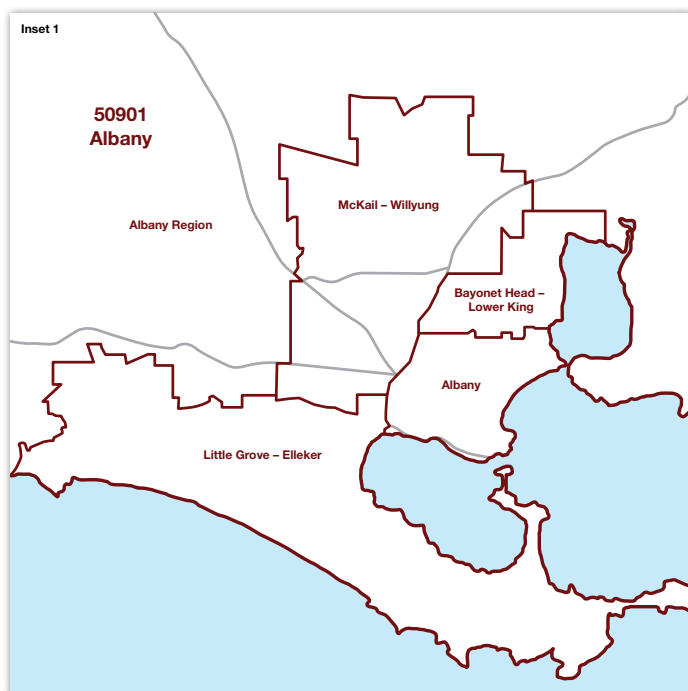 Inset 1
50901
Albany
McKail – Willyung
Albany Region
Bayonet Head –
Lower King
Albany
Little Grove – Elleker